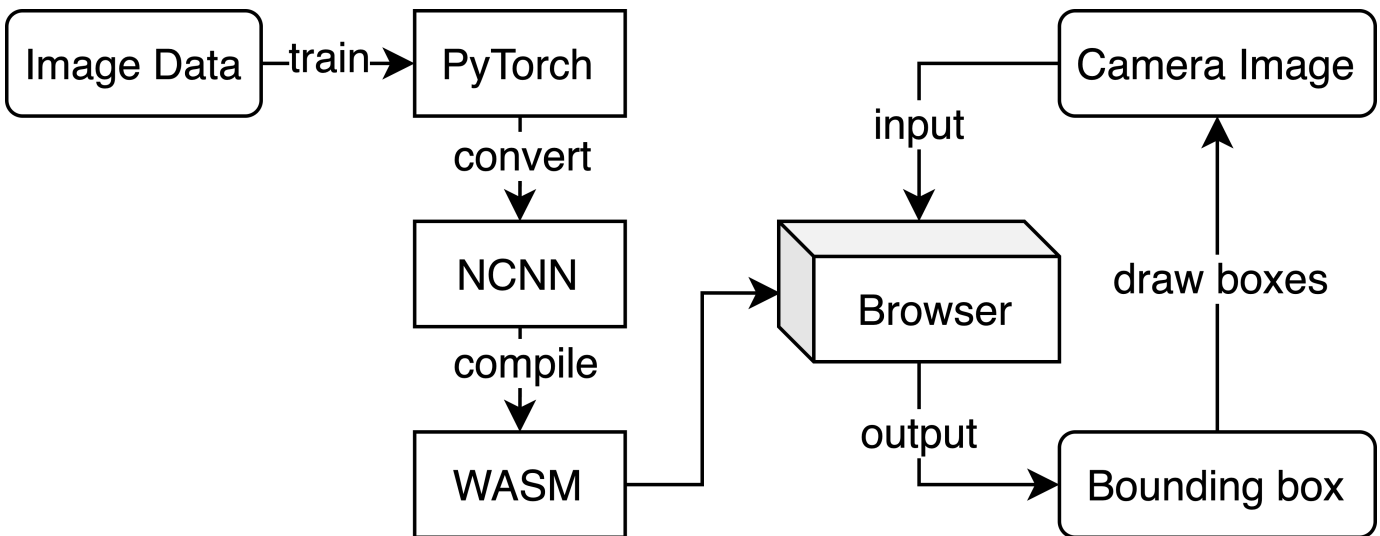 Image Data
train
PyTorch
convert
NCNN
compile
WASM
Camera Image
input
Browser
output
Bounding box
draw boxes